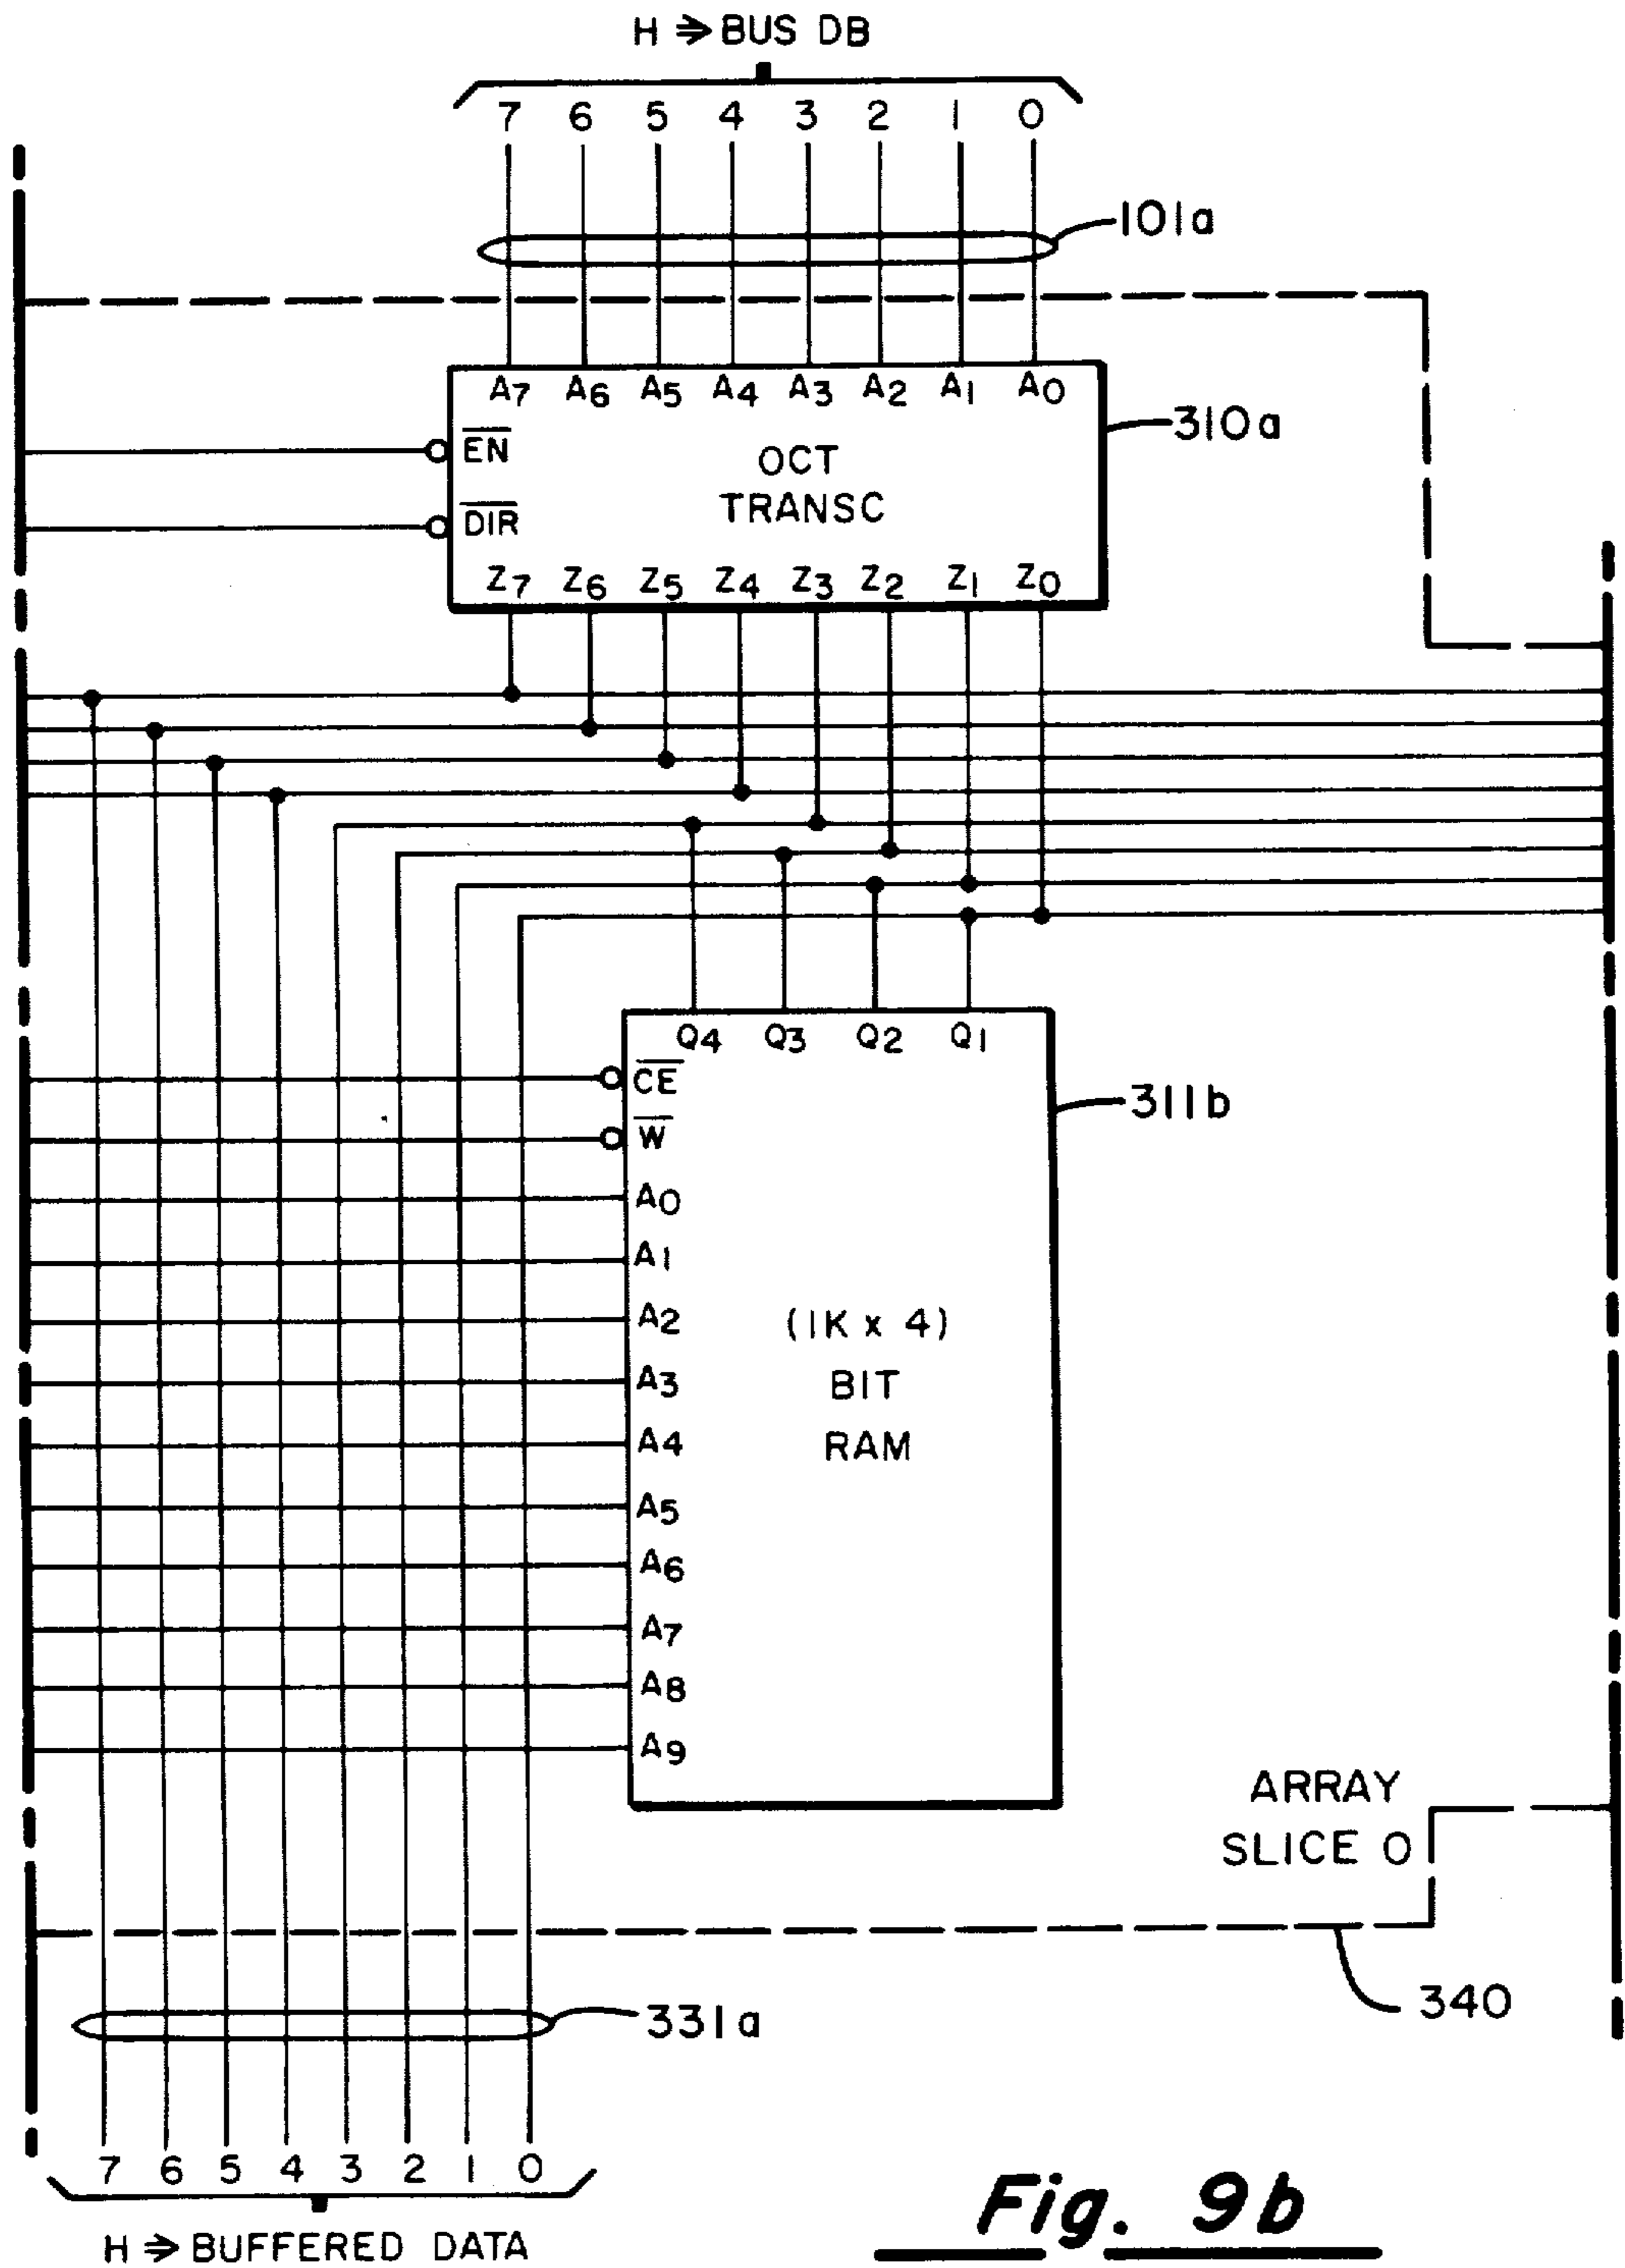 H ⇒ BUS DB
7 6 5 4 3 2 1 0
101a
A7 A6 A5 A4 A3 A2 A1 A0
310a
EN
OCT
TRANSC
DIR
Z7 Z6 Z5 Z4 Z3 Z2 Z1 Z0
Q4 Q3 Q2 Q1
CE
311b
W
A0
A1
A2
(1K x 4)
A3
BIT
A4
RAM
A5
A6
A7
A8
A9
ARRAY
SLICE 0
340
331a
7 6 5 4 3 2 1 0
H ⇒ BUFFERED DATA
Fig. 9b